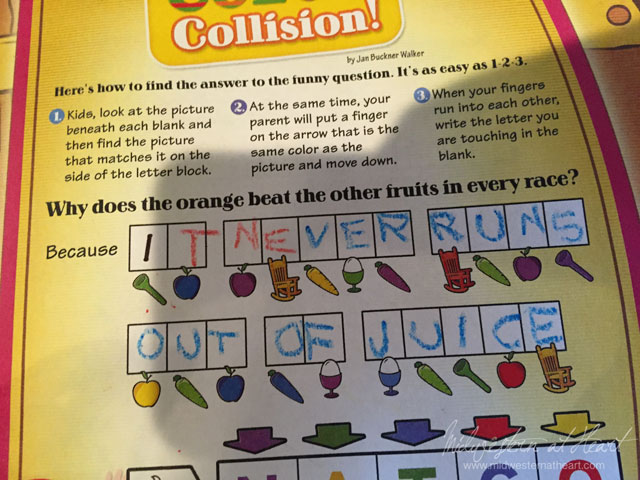 Collision!
by Jan Buckner Walker
Here's how to find the answer to the funny question. It's as easy as 1-2-3.
1. Kids, look at the picture
beneath each blank and
then find the picture
that matches it on the
side of the letter block.
2. At the same time, your
parent will put a finger
on the arrow that is the
same color as the
picture and move down.
3. When your fingers
run into each other,
write the letter you
are touching in the
blank.
Why does the orange beat the other fruits in every race?
Because IT NEVER RUNS
OUT OF JUICE
N A T G O
Midwestern at Heart
www.midwesternatheart.com